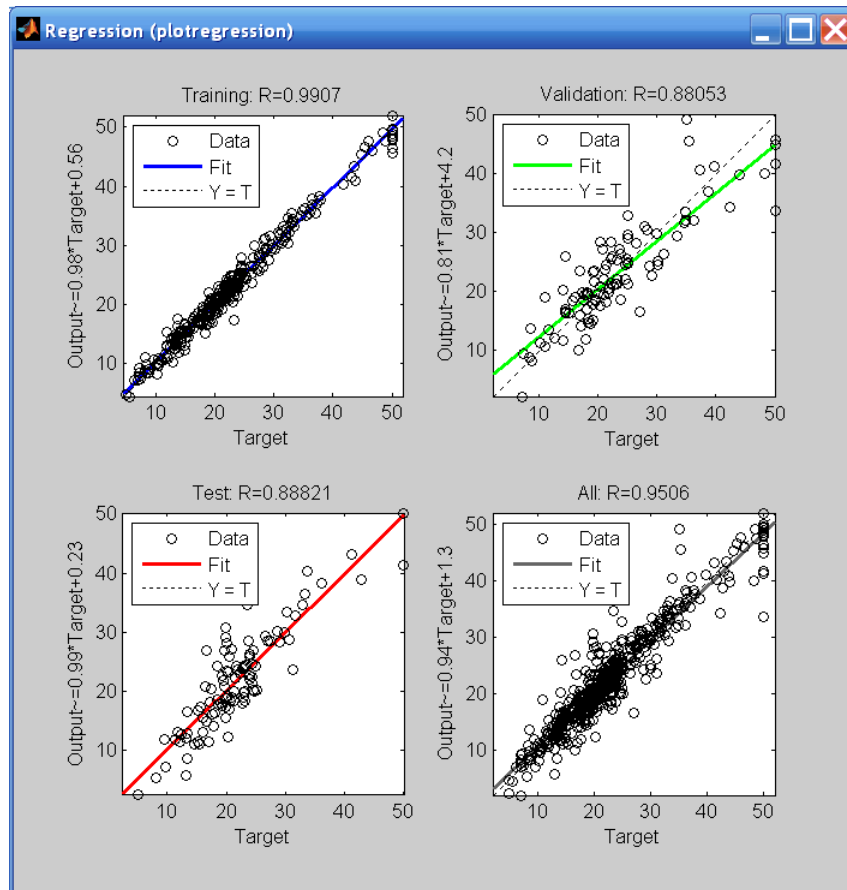 Regression (plotregression)
Training: R=0.9907
Output~=0.98*Target+0.56
50
40
30
20
10
Data
Fit
Y = T
10
20
30
40
50
Target
Validation: R=0.88053
Output~=0.81*Target+4.2
50
40
30
20
10
Data
Fit
Y = T
10
20
30
40
50
Target
Test: R=0.88821
Output~=0.99*Target+0.23
50
40
30
20
10
Data
Fit
Y = T
10
20
30
40
50
Target
All: R=0.9506
Output~=0.94*Target+1.3
50
40
30
20
10
Data
Fit
Y = T
10
20
30
40
50
Target